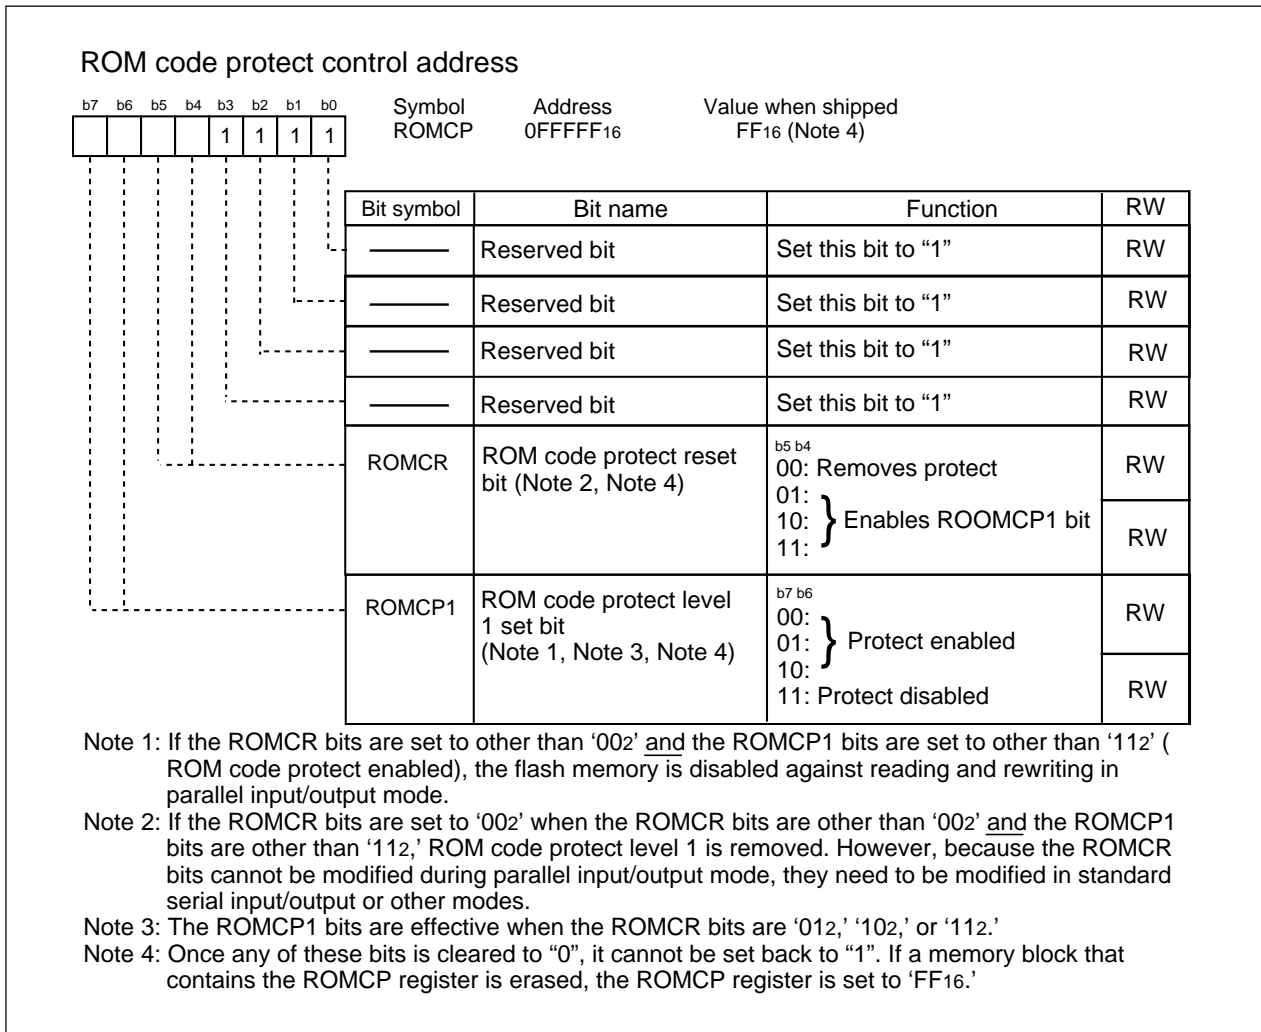 ROM code protect control address
b7 b6 b5 b4 b3 b2 b1 b0
Symbol Address Value when shipped
1 1 1 1
ROMCP 0FFFFF16 FF16 (Note 4)
Bit symbol Bit name Function RW
Reserved bit Set this bit to “1” RW
Reserved bit Set this bit to “1” RW
Reserved bit Set this bit to “1” RW
Reserved bit Set this bit to “1” RW
ROMCR ROM code protect reset
bit (Note 2, Note 4)
b5 b4
00: Removes protect
01:
10: } Enables ROOMCP1 bit
11:
RW
RW
ROMCP1 ROM code protect level
1 set bit
(Note 1, Note 3, Note 4)
b7 b6
00:
01: } Protect enabled
10:
11: Protect disabled
RW
RW
Note 1: If the ROMCR bits are set to other than ‘002’ and the ROMCP1 bits are set to other than ‘112’ (
ROM code protect enabled), the flash memory is disabled against reading and rewriting in
parallel input/output mode.
Note 2: If the ROMCR bits are set to ‘002’ when the ROMCR bits are other than ‘002’ and the ROMCP1
bits are other than ‘112,’ ROM code protect level 1 is removed. However, because the ROMCR
bits cannot be modified during parallel input/output mode, they need to be modified in standard
serial input/output or other modes.
Note 3: The ROMCP1 bits are effective when the ROMCR bits are ‘012,’ ‘102,’ or ‘112.’
Note 4: Once any of these bits is cleared to “0”, it cannot be set back to “1”. If a memory block that
contains the ROMCP register is erased, the ROMCP register is set to ‘FF16.’